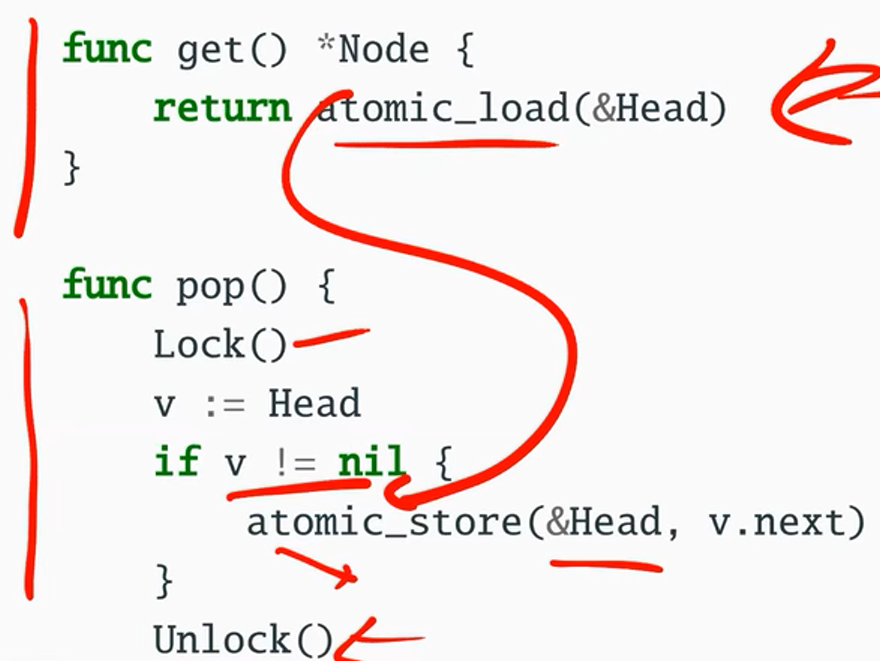 func get() *Node {
return atomic_load(&Head)
}
func pop() {
Lock()
v := Head
if v != nil {
atomic_store(&Head, v.next)
}
Unlock()